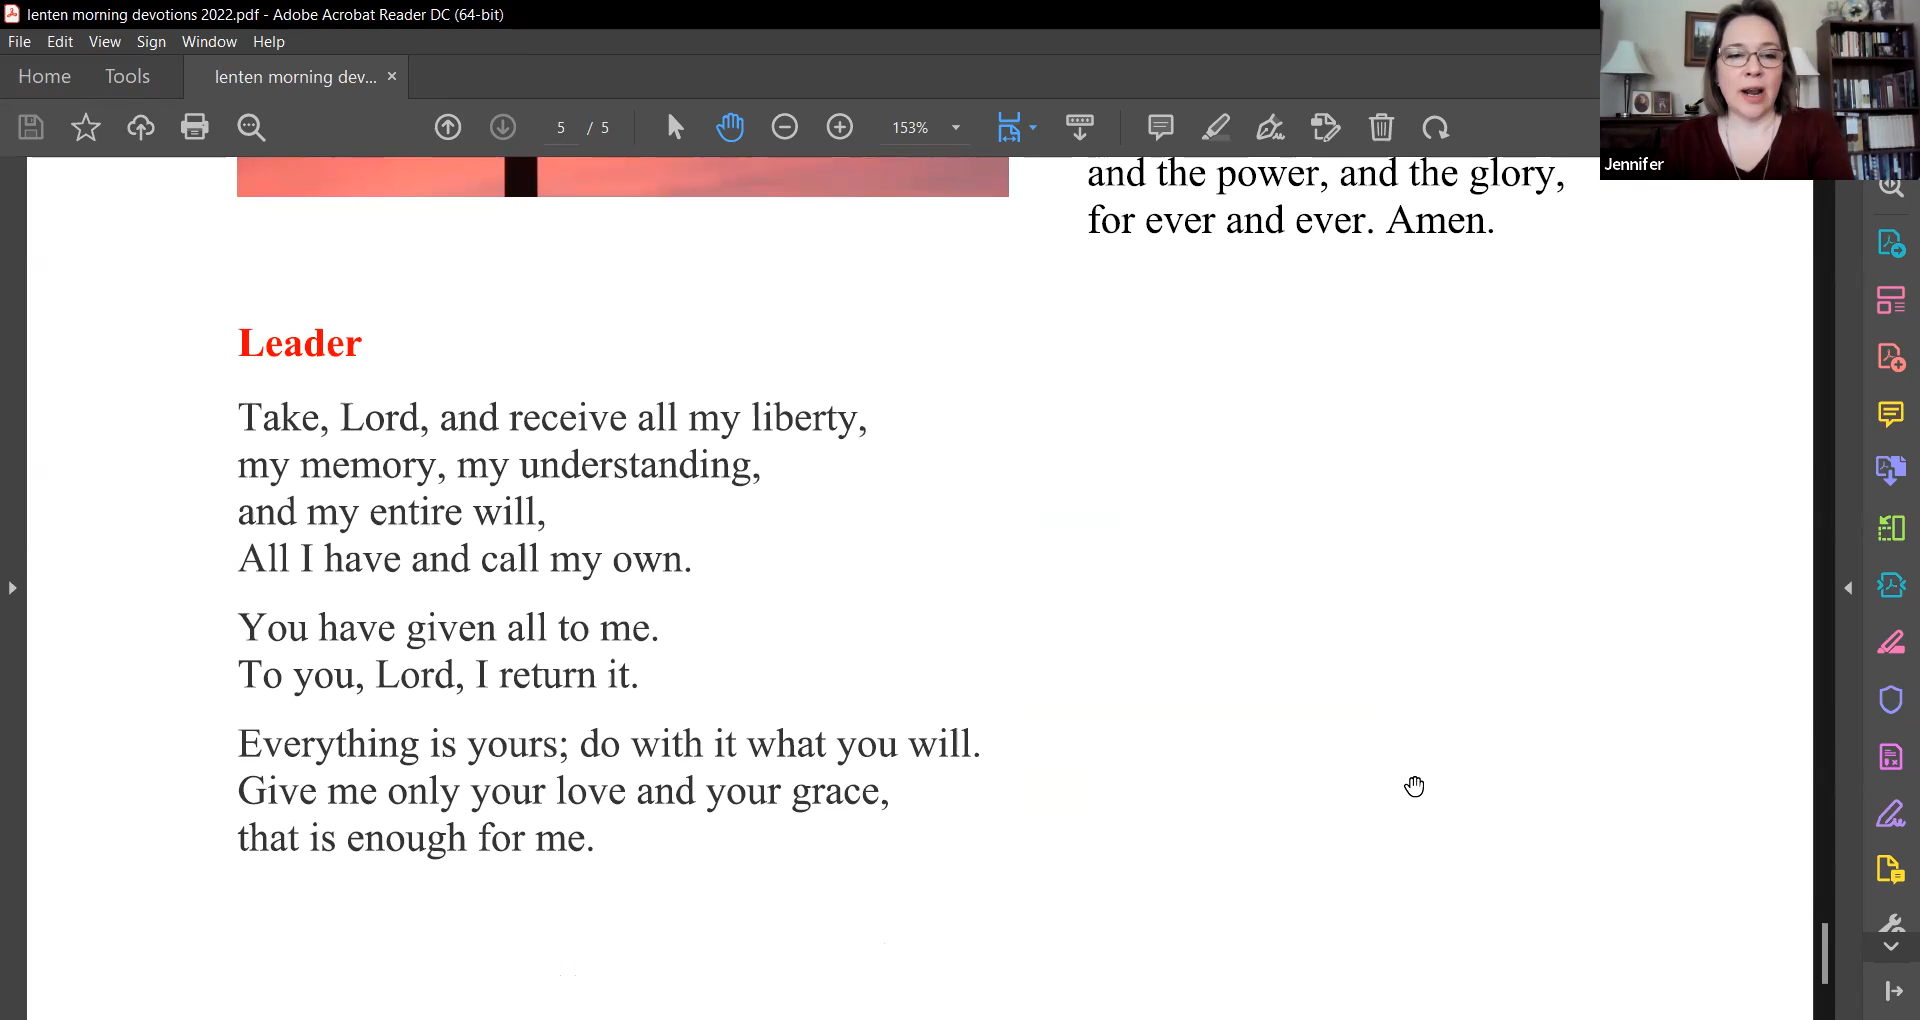 lenten morning devotions 2022.pdf - Adobe Acrobat Reader DC (64-bit)
File Edit View Sign Window Help
Home Tools lenten morning dev... ×
5 / 5 153%
Jennifer
and the power, and the glory,
for ever and ever. Amen.
Leader
Take, Lord, and receive all my liberty,
my memory, my understanding,
and my entire will,
All I have and call my own.
You have given all to me.
To you, Lord, I return it.
Everything is yours; do with it what you will.
Give me only your love and your grace,
that is enough for me.